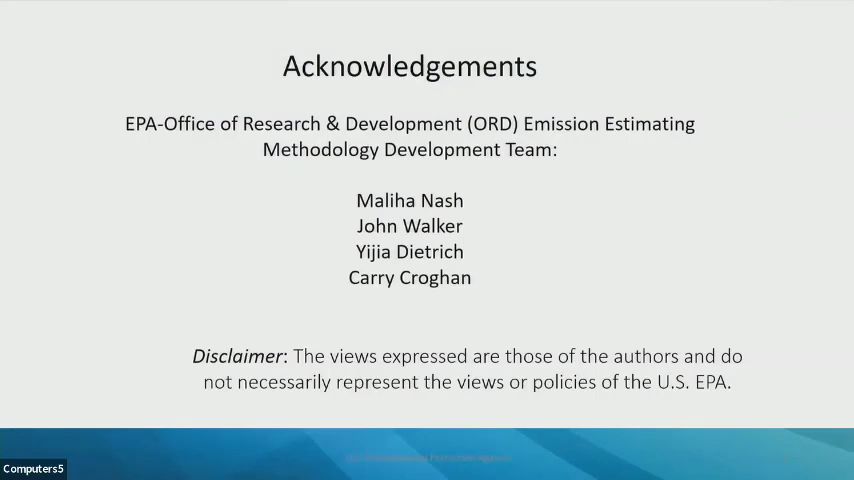 Acknowledgements
EPA-Office of Research & Development (ORD) Emission Estimating
Methodology Development Team:
Maliha Nash
John Walker
Yijia Dietrich
Carry Croghan
Disclaimer: The views expressed are those of the authors and do
not necessarily represent the views or policies of the U.S. EPA.
Computers5